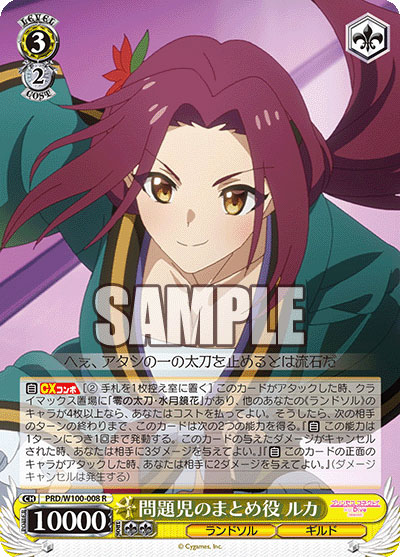 LEVEL
3
2
COST
SAMPLE
へぇ、アタシの一の太刀を止めるとは流石だ
自 CXコンボ [② 手札を1枚控え室に置く] このカードがアタックした時、クラ
イマックス置場に「零の太刀・水月鏡花」があり、他のあなたの《ランドソル》の
キャラが4枚以上なら、あなたはコストを払ってよい。そうしたら、次の相手
のターンの終わりまで、このカードは次の2つの能力を得る。『自 この能力
は1ターンにつき1回まで発動する。このカードの与えたダメージがキャンセル
された時、あなたは相手に3ダメージを与えてよい。』『自 このカードの正面の
キャラがアタックした時、あなたは相手に2ダメージを与えてよい。』(ダメージ
キャンセルは発生する)
CH
PRD/W100-008 R
10000
問題児のまとめ役 ルカ
ランドソル
ギルド
© Cygames, Inc.